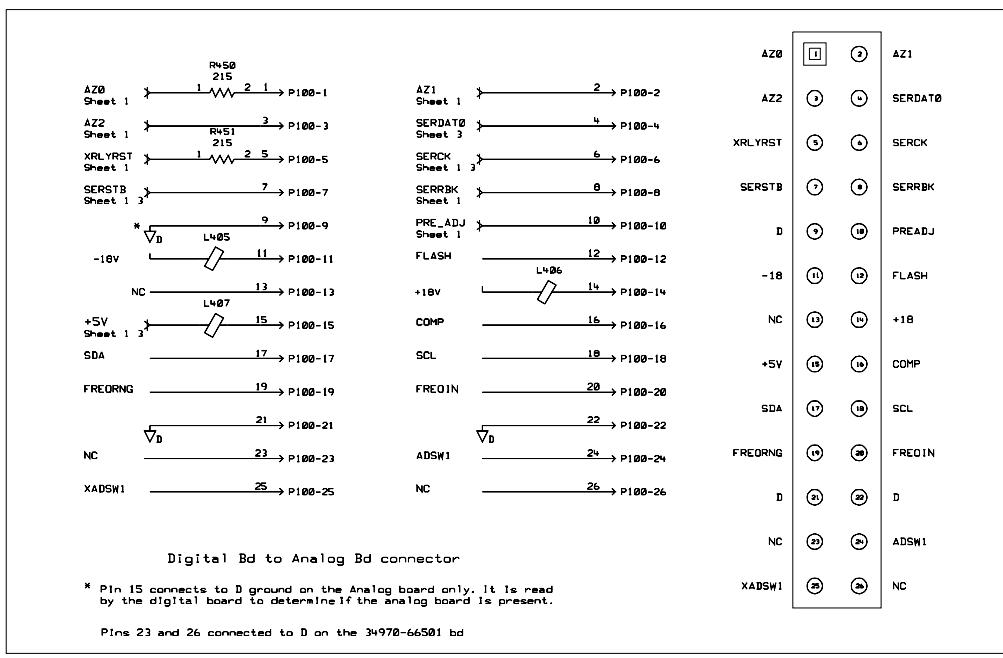 R450
215
AZ0 1 2 1 P100-1
Sheet 1
AZ2 3 P100-3
Sheet 1
R451
215
XRLYRST 1 2 5 P100-5
Sheet 1
SERSTB 7 P100-7
Sheet 1 3
* D 9 P100-9
L405
-18V 11 P100-11
NC 13 P100-13
L407
+5V 15 P100-15
Sheet 1 3
SDA 17 P100-17
FREQRNG 19 P100-19
21 P100-21
D
NC 23 P100-23
XADSW1 25 P100-25
AZ1 2 P100-2
Sheet 1
SERDAT0 4 P100-4
Sheet 3
SERCK 6 P100-6
Sheet 1 3
SERRBK 8 P100-8
Sheet 1
PRE_ADJ 10 P100-10
Sheet 1
FLASH 12 P100-12
L406
+18V 14 P100-14
COMP 16 P100-16
SCL 18 P100-18
FREQIN 20 P100-20
22 P100-22
D
ADSW1 24 P100-24
NC 26 P100-26
AZ0 1 2 AZ1
AZ2 3 4 SERDAT0
XRLYRST 5 6 SERCK
SERSTB 7 8 SERRBK
D 9 10 PREADJ
-18 11 12 FLASH
NC 13 14 +18
+5V 15 16 COMP
SDA 17 18 SCL
FREQRNG 19 20 FREQIN
D 21 22 D
NC 23 24 ADSW1
XADSW1 25 26 NC
Digital Bd to Analog Bd connector
* Pin 15 connects to D ground on the Analog board only. It is read
by the digital board to determine if the analog board is present.
Pins 23 and 26 connected to D on the 34970-66501 bd